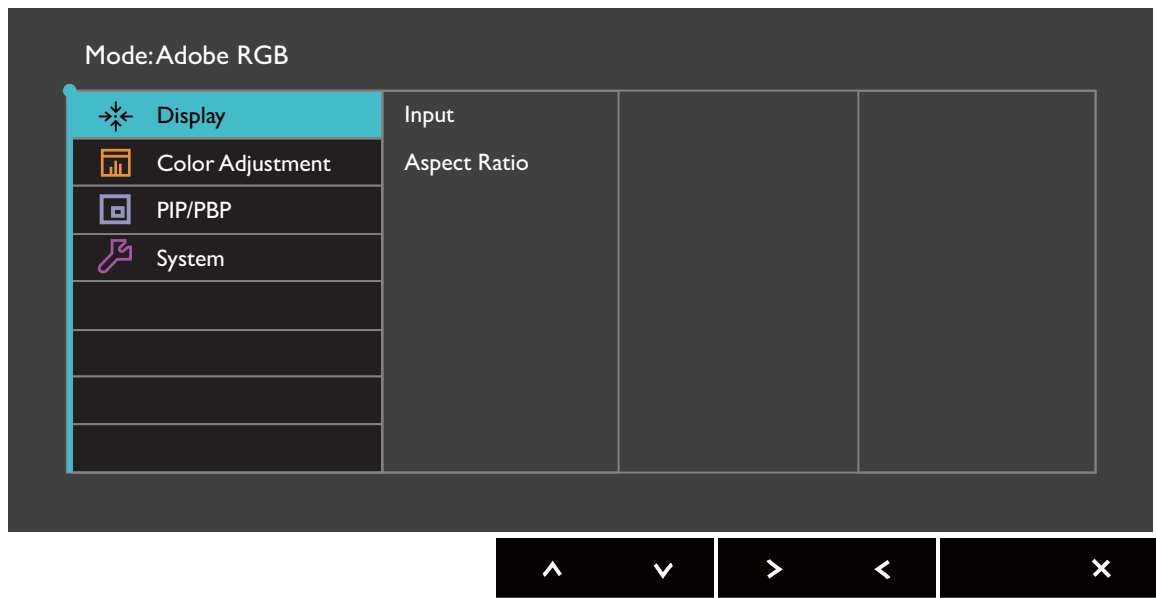 Mode: Adobe RGB
Display
Input
Color Adjustment
Aspect Ratio
PIP/PBP
System